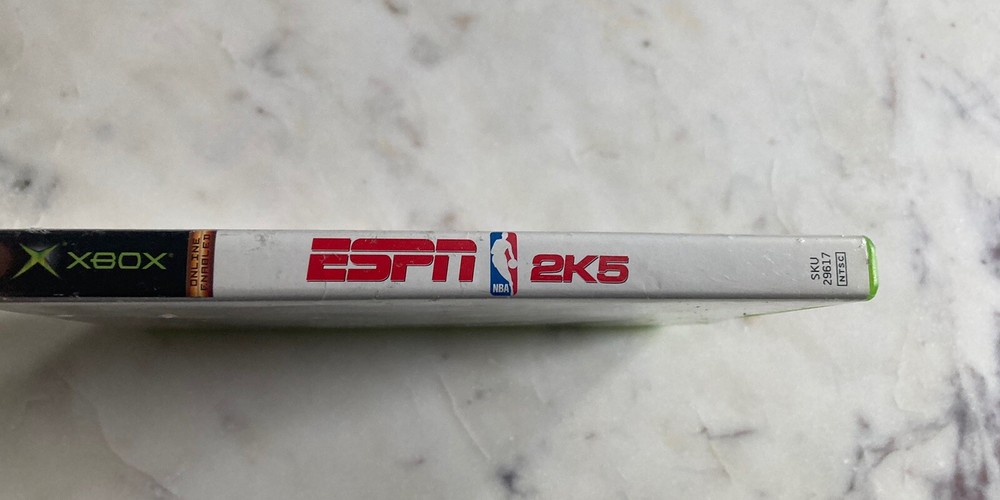 XBOX
ONLINE
ENABLED
ESPN
NBA
2K5
SKU
29617
NTSC